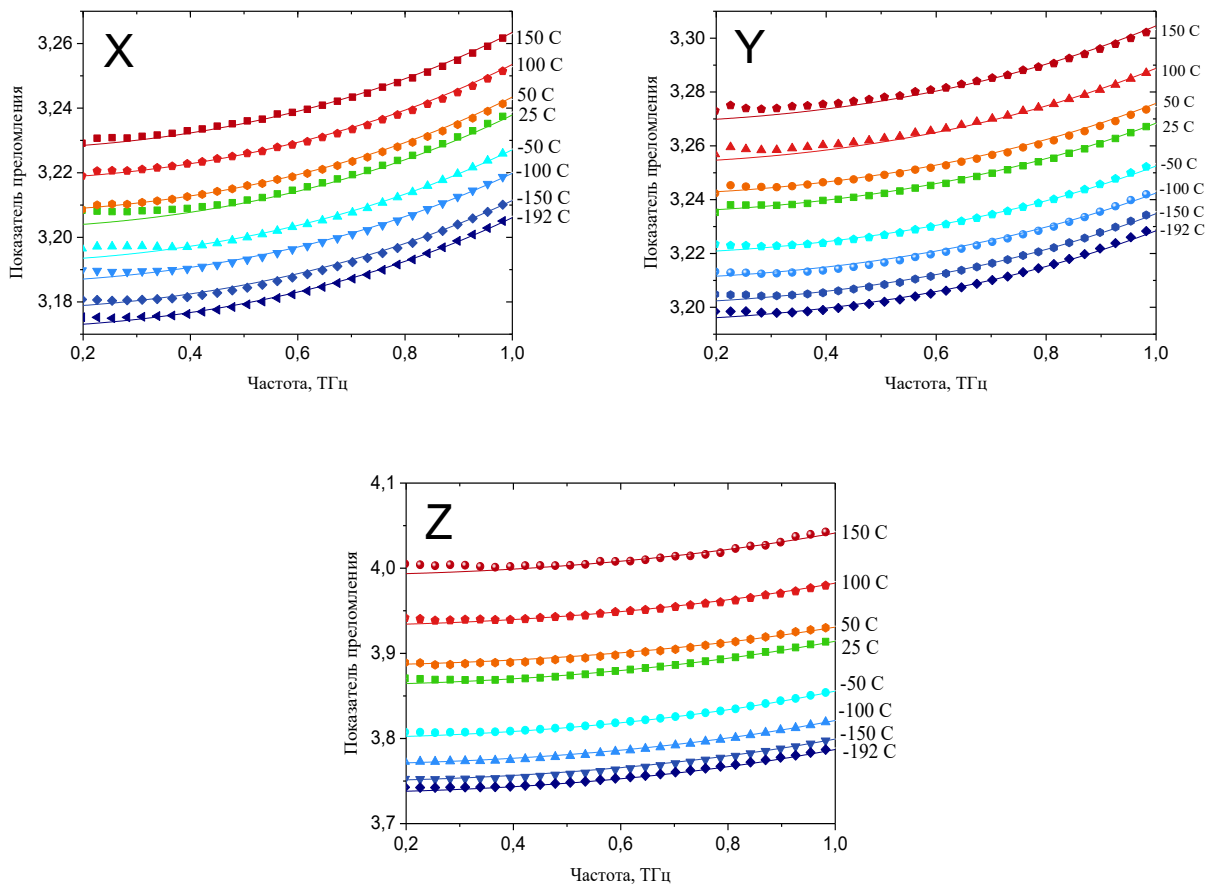 X
Показатель преломления
3,26
3,24
3,22
3,20
3,18
150 C
100 C
50 C
25 C
-50 C
-100 C
-150 C
-192 C
0,2 0,4 0,6 0,8 1,0
Частота, ТГц
Y
Показатель преломления
3,30
3,28
3,26
3,24
3,22
3,20
150 C
100 C
50 C
25 C
-50 C
-100 C
-150 C
-192 C
0,2 0,4 0,6 0,8 1,0
Частота, ТГц
Z
Показатель преломления
4,1
4,0
3,9
3,8
3,7
150 C
100 C
50 C
25 C
-50 C
-100 C
-150 C
-192 C
0,2 0,4 0,6 0,8 1,0
Частота, ТГц